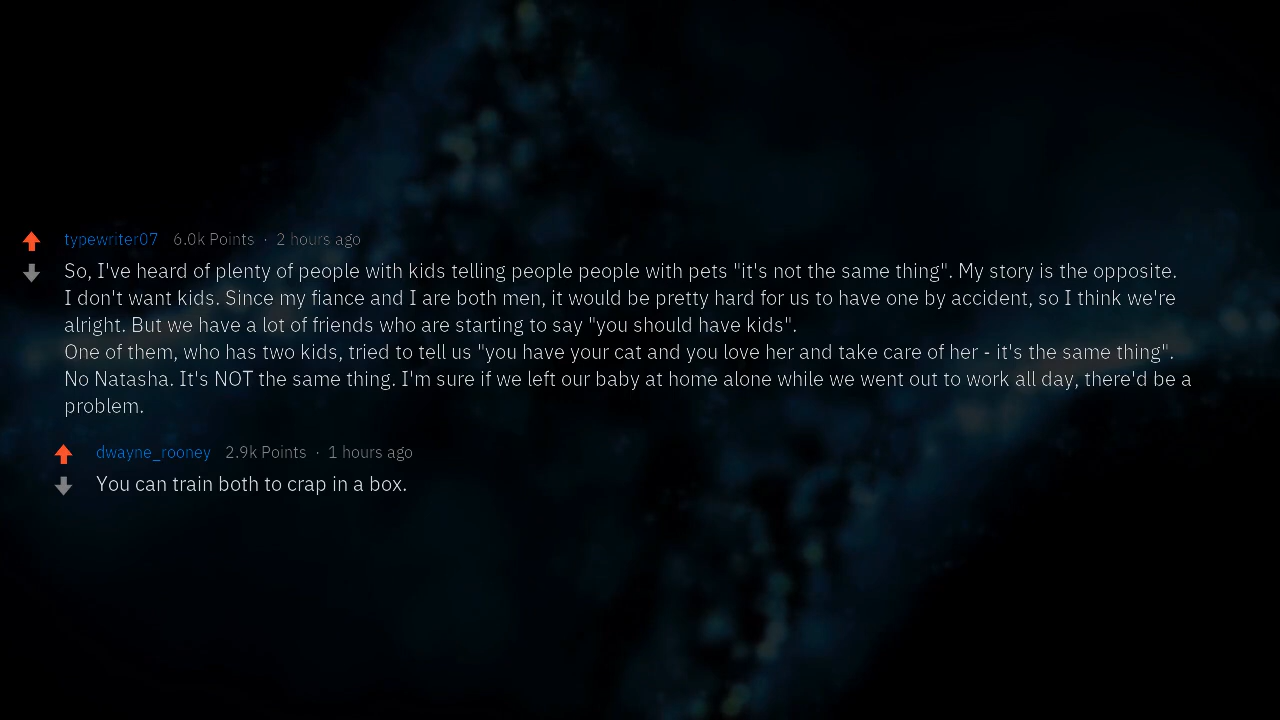 typewriter07 6.0k Points · 2 hours ago
So, I've heard of plenty of people with kids telling people people with pets "it's not the same thing". My story is the opposite.
I don't want kids. Since my fiance and I are both men, it would be pretty hard for us to have one by accident, so I think we're
alright. But we have a lot of friends who are starting to say "you should have kids".
One of them, who has two kids, tried to tell us "you have your cat and you love her and take care of her - it's the same thing".
No Natasha. It's NOT the same thing. I'm sure if we left our baby at home alone while we went out to work all day, there'd be a
problem.
dwayne_rooney 2.9k Points · 1 hours ago
You can train both to crap in a box.